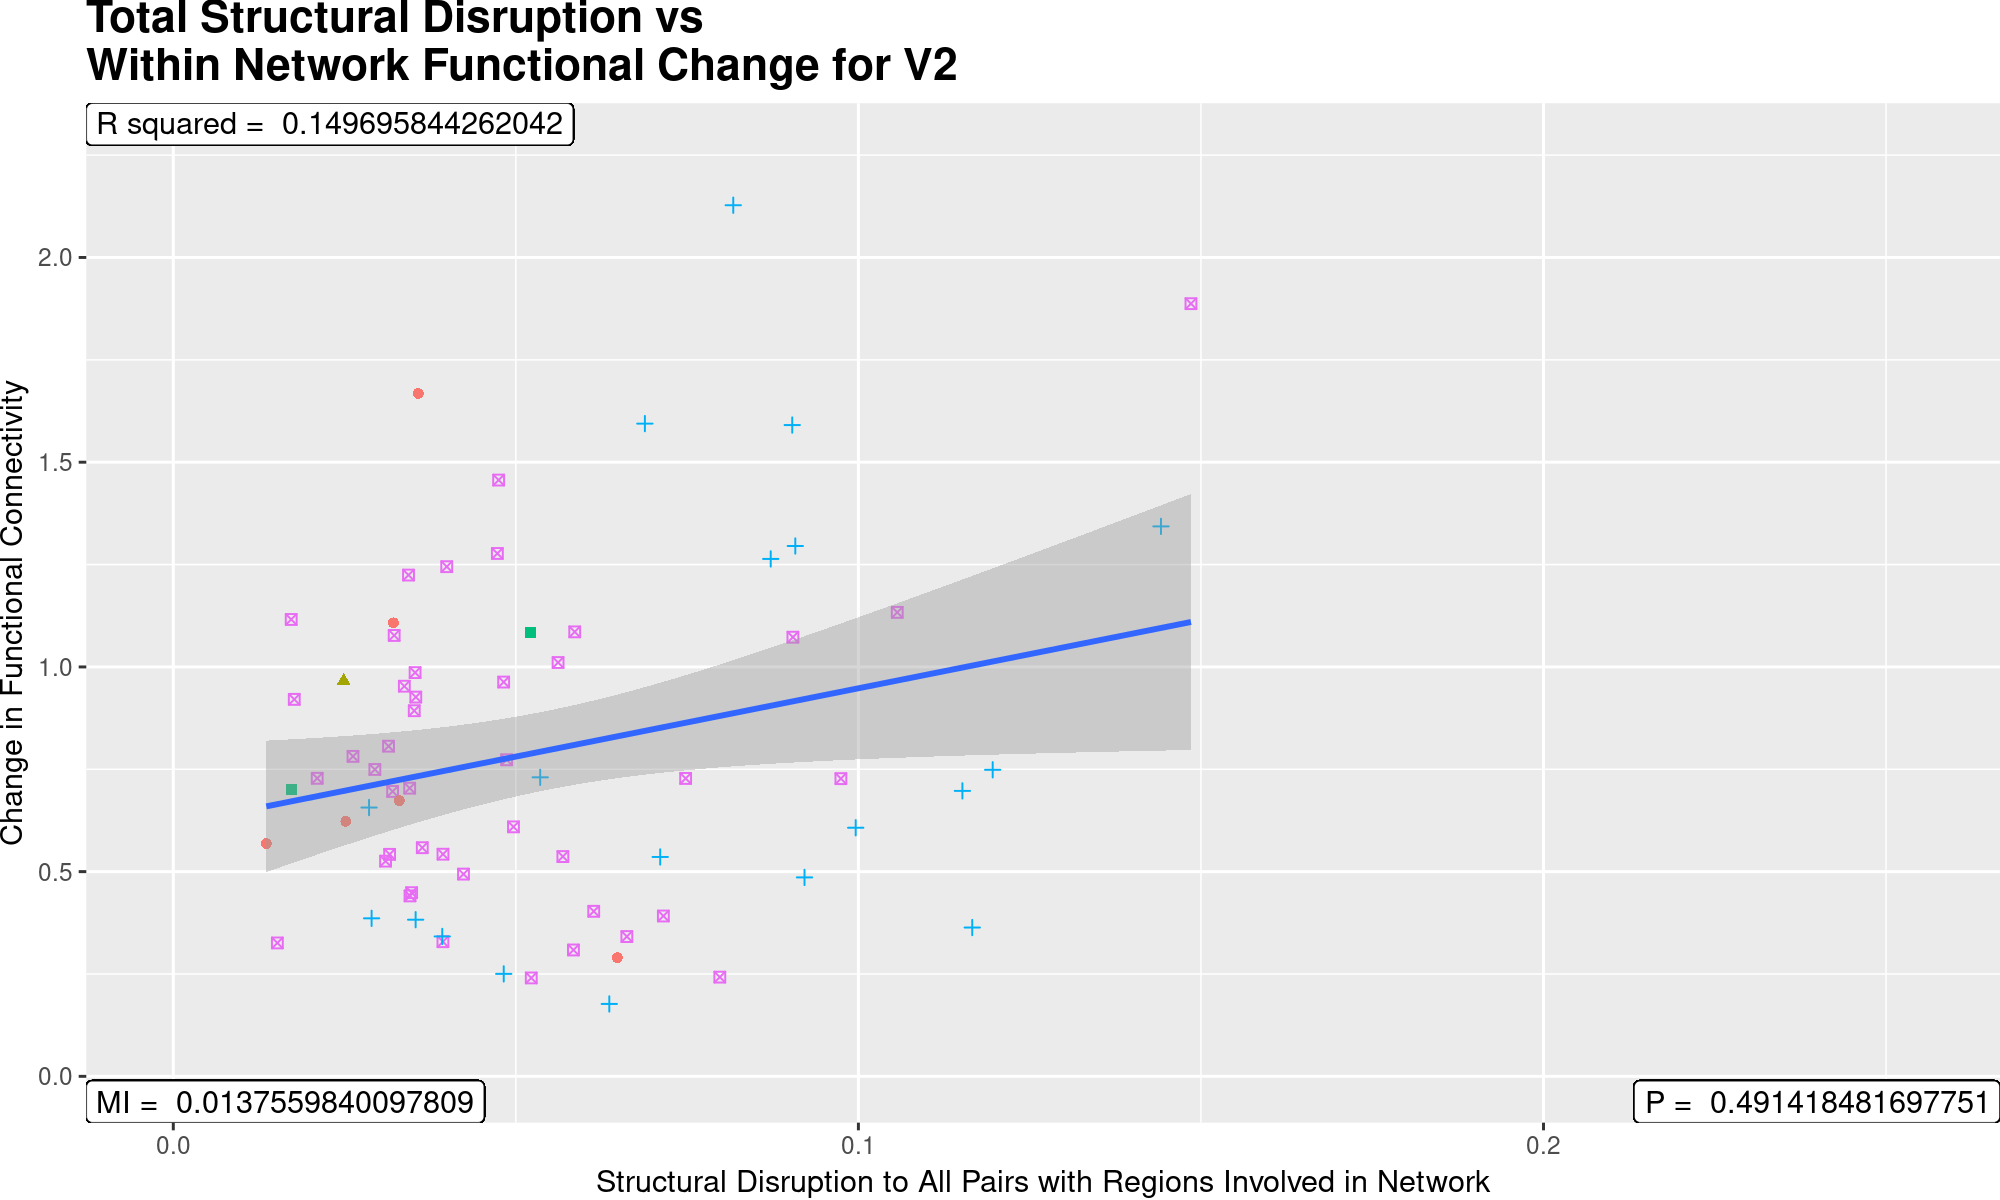 Total Structural Disruption vs
Within Network Functional Change for V2
R squared =  0.149695844262042
Change in Functional Connectivity
2.0
1.5
1.0
0.5
0.0
MI =  0.0137559840097809
P =  0.491418481697751
0.0
0.1
0.2
Structural Disruption to All Pairs with Regions Involved in Network